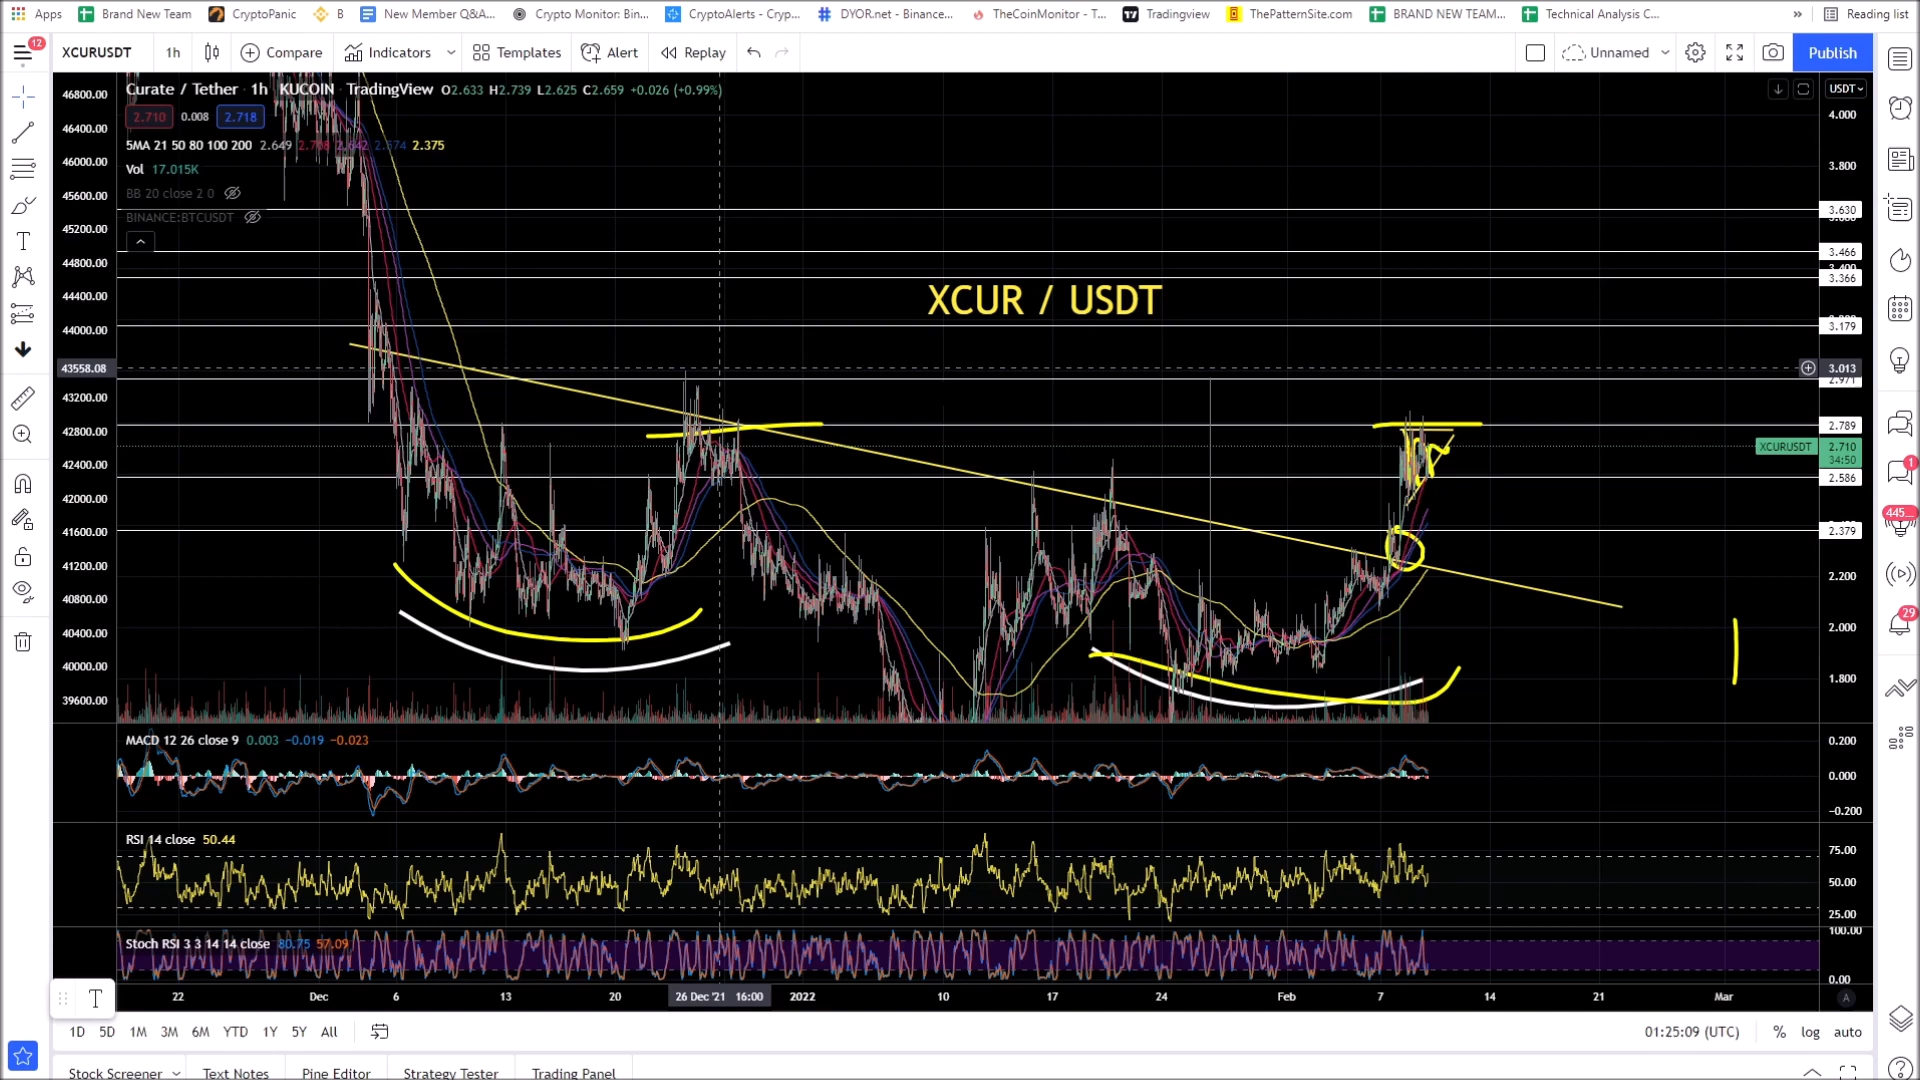 Apps Brand New Team CryptoPanic B New Member Q&A... Crypto Monitor: Bin... CryptoAlerts - Cryp... DYOR.net - Binance... TheCoinMonitor - T... Tradingview ThePatternSite.com BRAND NEW TEAM... Technical Analysis C... » Reading list
12 XCURUSDT 1h Compare Indicators Templates Alert Replay Unnamed Publish
Curate / Tether · 1h · KUCOIN · TradingView O2.633 H2.739 L2.625 C2.659 +0.026 (+0.99%)
2.710 0.008 2.718
5MA 21 50 80 100 200 2.649 2.375
Vol 17.015K
BB 20 close 2 0
BINANCE:BTCUSDT
XCUR / USDT
46800.00
46400.00
46000.00
45600.00
45200.00
44800.00
44400.00
44000.00
43558.08
43200.00
42800.00
42400.00
42000.00
41600.00
41200.00
40800.00
40400.00
40000.00
39600.00
USDT
4.000
3.800
3.630
3.466
3.366
3.179
3.013
2.971
2.789
XCURUSDT 2.710
34:50
2.586
2.379
2.200
2.000
1.800
MACD 12 26 close 9 0.003 −0.019 −0.023
0.200
0.000
−0.200
RSI 14 close 50.44
75.00
50.00
25.00
Stoch RSI 3 3 14 14 close 80.75 57.09
100.00
0.00
22 Dec 6 13 20 26 Dec '21 16:00 2022 10 17 24 Feb 7 14 21 Mar A
T
1D 5D 1M 3M 6M YTD 1Y 5Y All 01:25:09 (UTC) % log auto
Stock Screener Text Notes Pine Editor Strategy Tester Trading Panel
1
445...
29